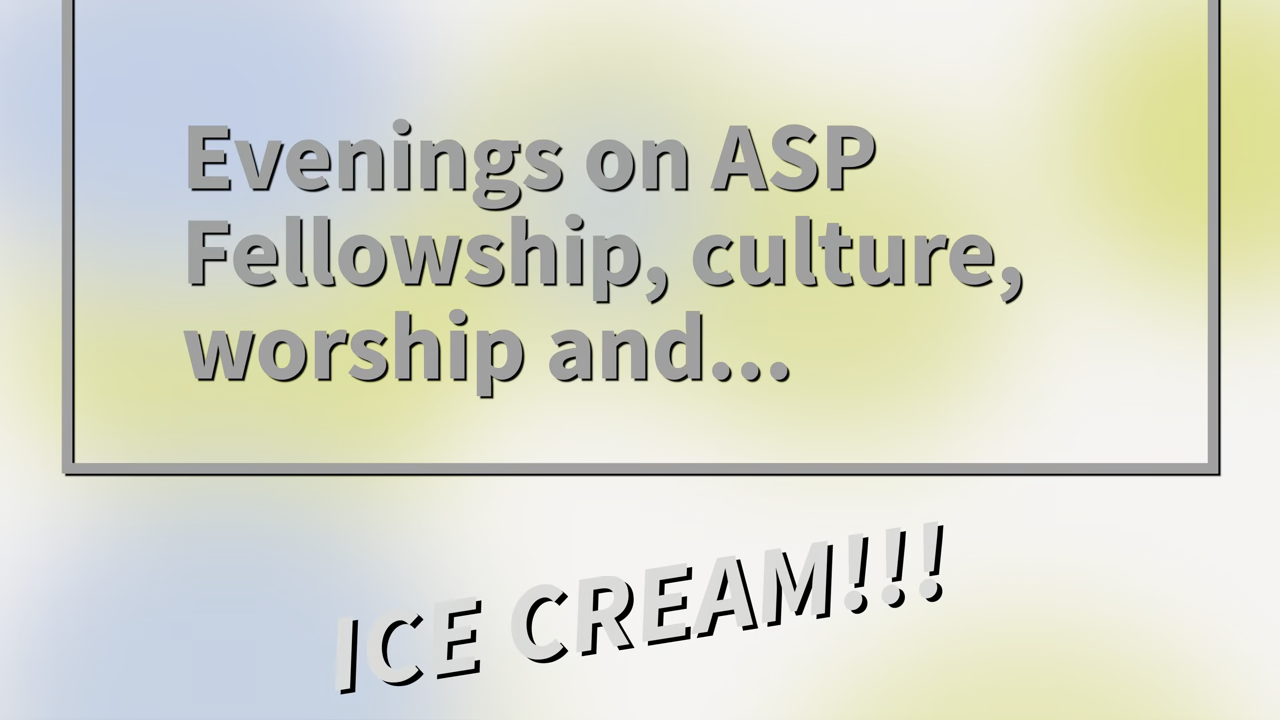 Evenings on ASP
Fellowship, culture,
worship and...
ICE CREAM!!!